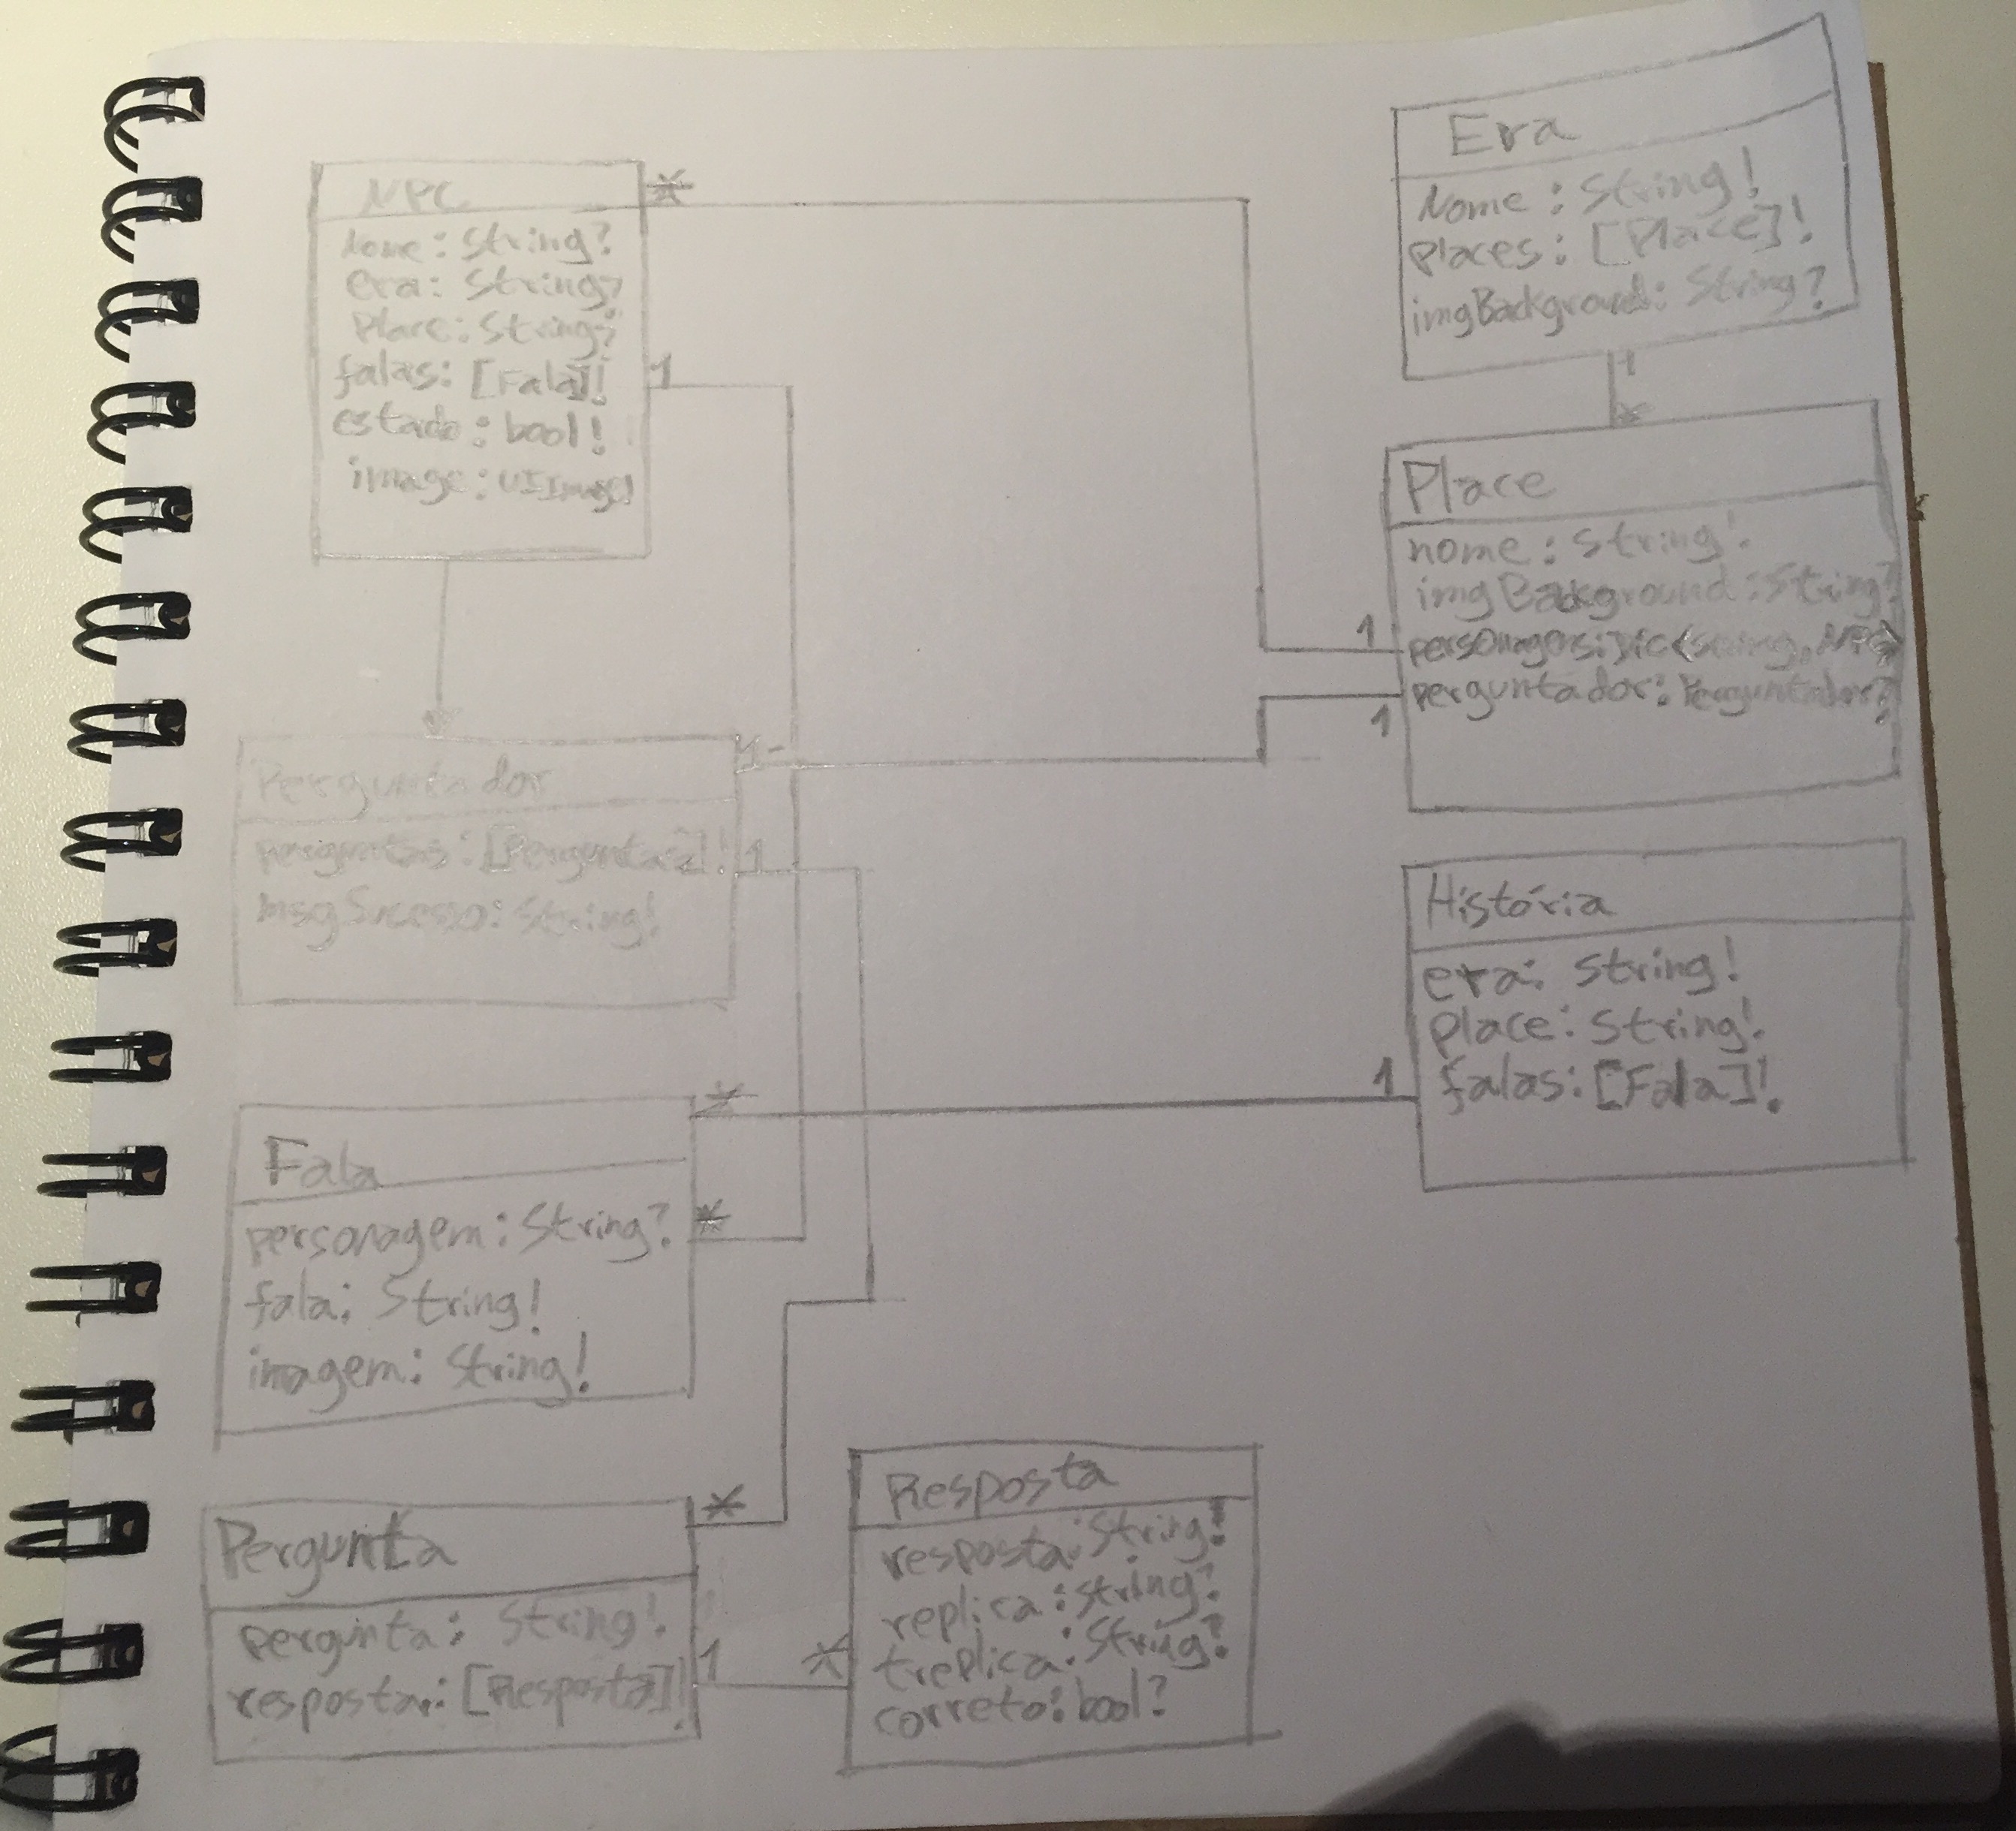 NPC
*
Nome: String?
era: String?
Place: String?
falas: [Fala]!
1
estado: bool!
image: UIImage!
Era
Nome: String!
places: [Place]!
imgBackground: String?
1
*
Place
nome: String!
imgBackground: String?
1
personagens: Dic<String, NPC>
perguntador: Perguntador?
1
Perguntador
1
perguntas: [Pergunta]!
1
msgSucesso: String!
História
era: String!
place: String!
falas: [Fala]!
1
Fala
*
personagem: String?
*
fala: String!
imagem: String!
Pergunta
*
pergunta: String!
respostas: [Resposta]!
1
*
Resposta
resposta: String!
replica: String?
treplica: String?
correto: bool?